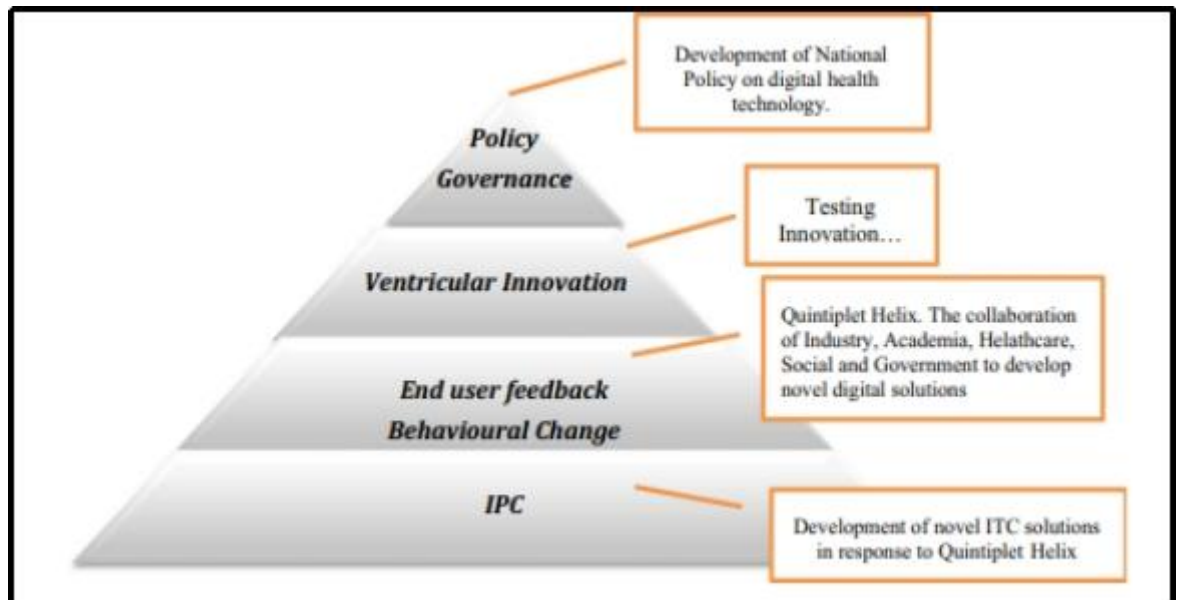 Development of National
Policy on digital health
technology.
Policy
Governance
Testing
Innovation…
Ventricular Innovation
Quintiplet Helix. The collaboration
of Industry, Academia, Helathcare,
Social and Government to develop
novel digital solutions
End user feedback
Behavioural Change
IPC
Development of novel ITC solutions
in response to Quintiplet Helix